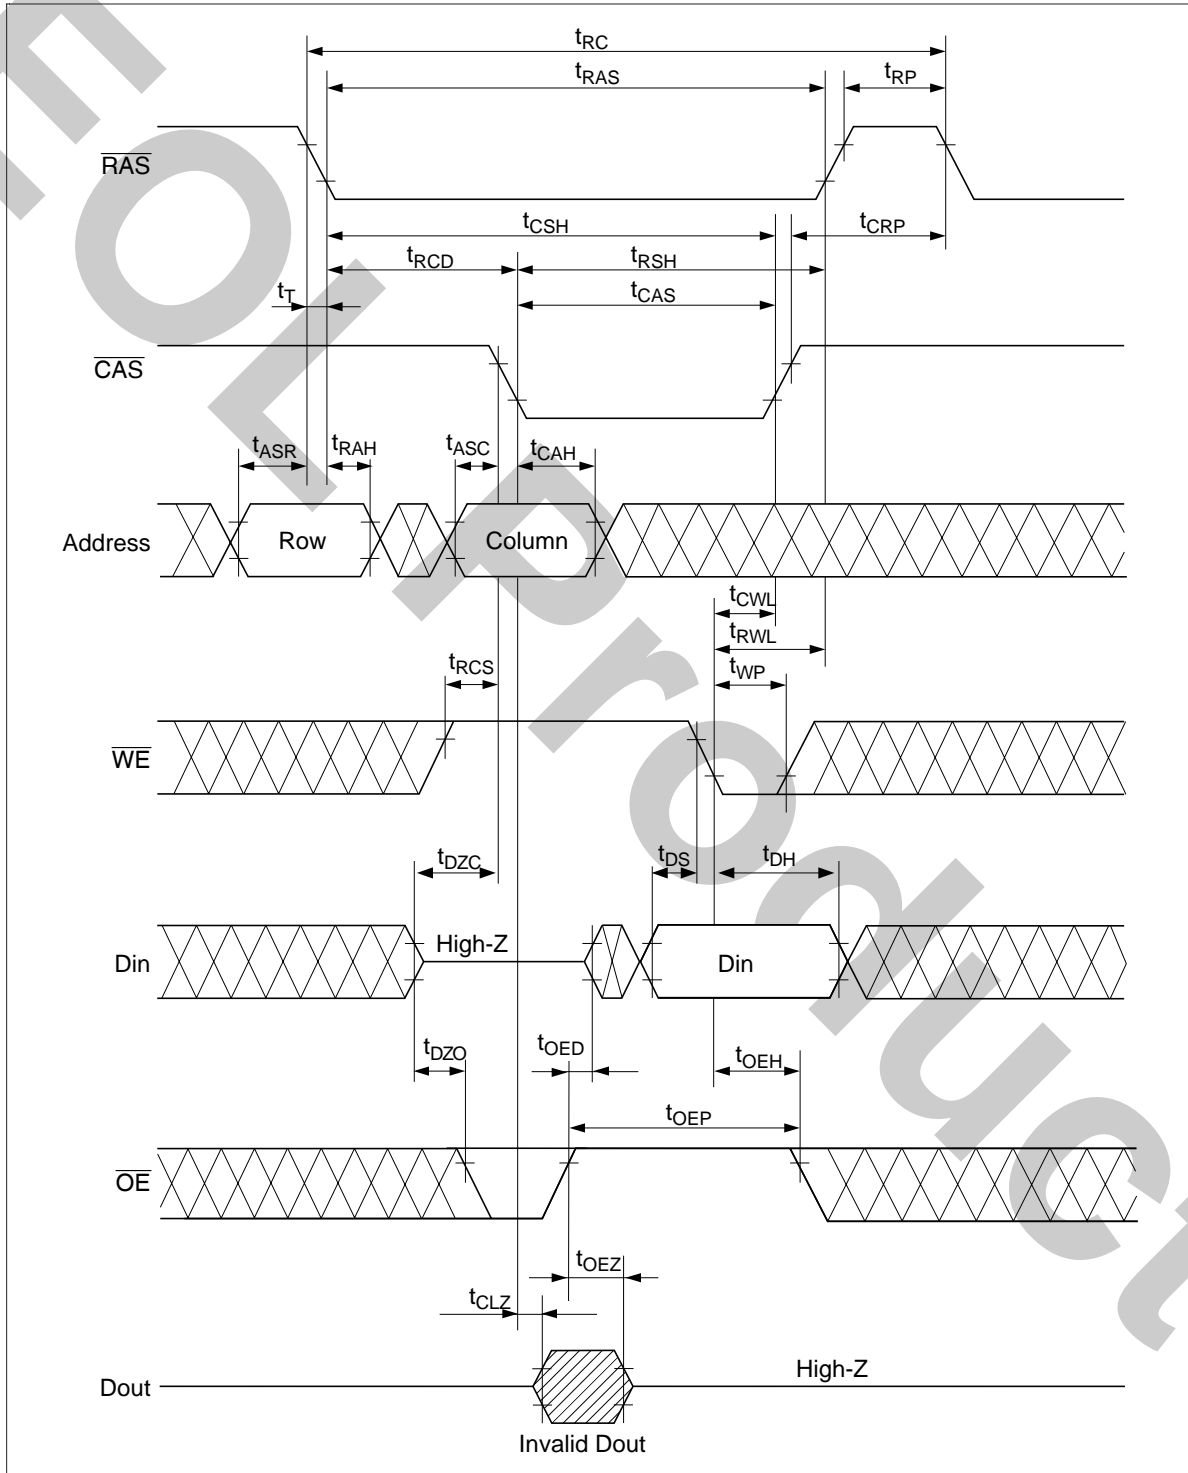 tRC
tRAS
tRP
RAS
tCSH
tCRP
tRCD
tRSH
tT
tCAS
CAS
tASR
tRAH
tASC
tCAH
Address
Row
Column
tCWL
tRWL
tRCS
tWP
WE
tDZC
tDS
tDH
High-Z
Din
Din
tDZO
tOED
tOEH
tOEP
OE
tOEZ
tCLZ
High-Z
Dout
Invalid Dout
EOL Product